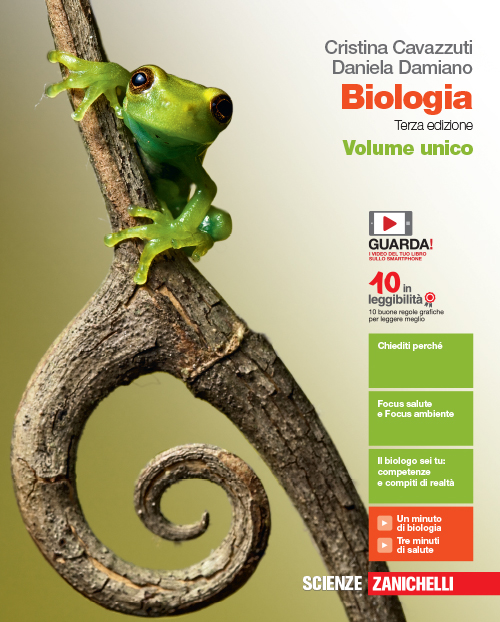 Cristina Cavazzuti
Daniela Damiano
Biologia
Terza edizione
Volume unico
GUARDA!
I VIDEO DEL TUO LIBRO
SULLO SMARTPHONE
10 in
leggibilità
10 buone regole grafiche
per leggere meglio
Chiediti perché
Focus salute
e Focus ambiente
Il biologo sei tu:
competenze
e compiti di realtà
Un minuto
di biologia
Tre minuti
di salute
SCIENZE ZANICHELLI